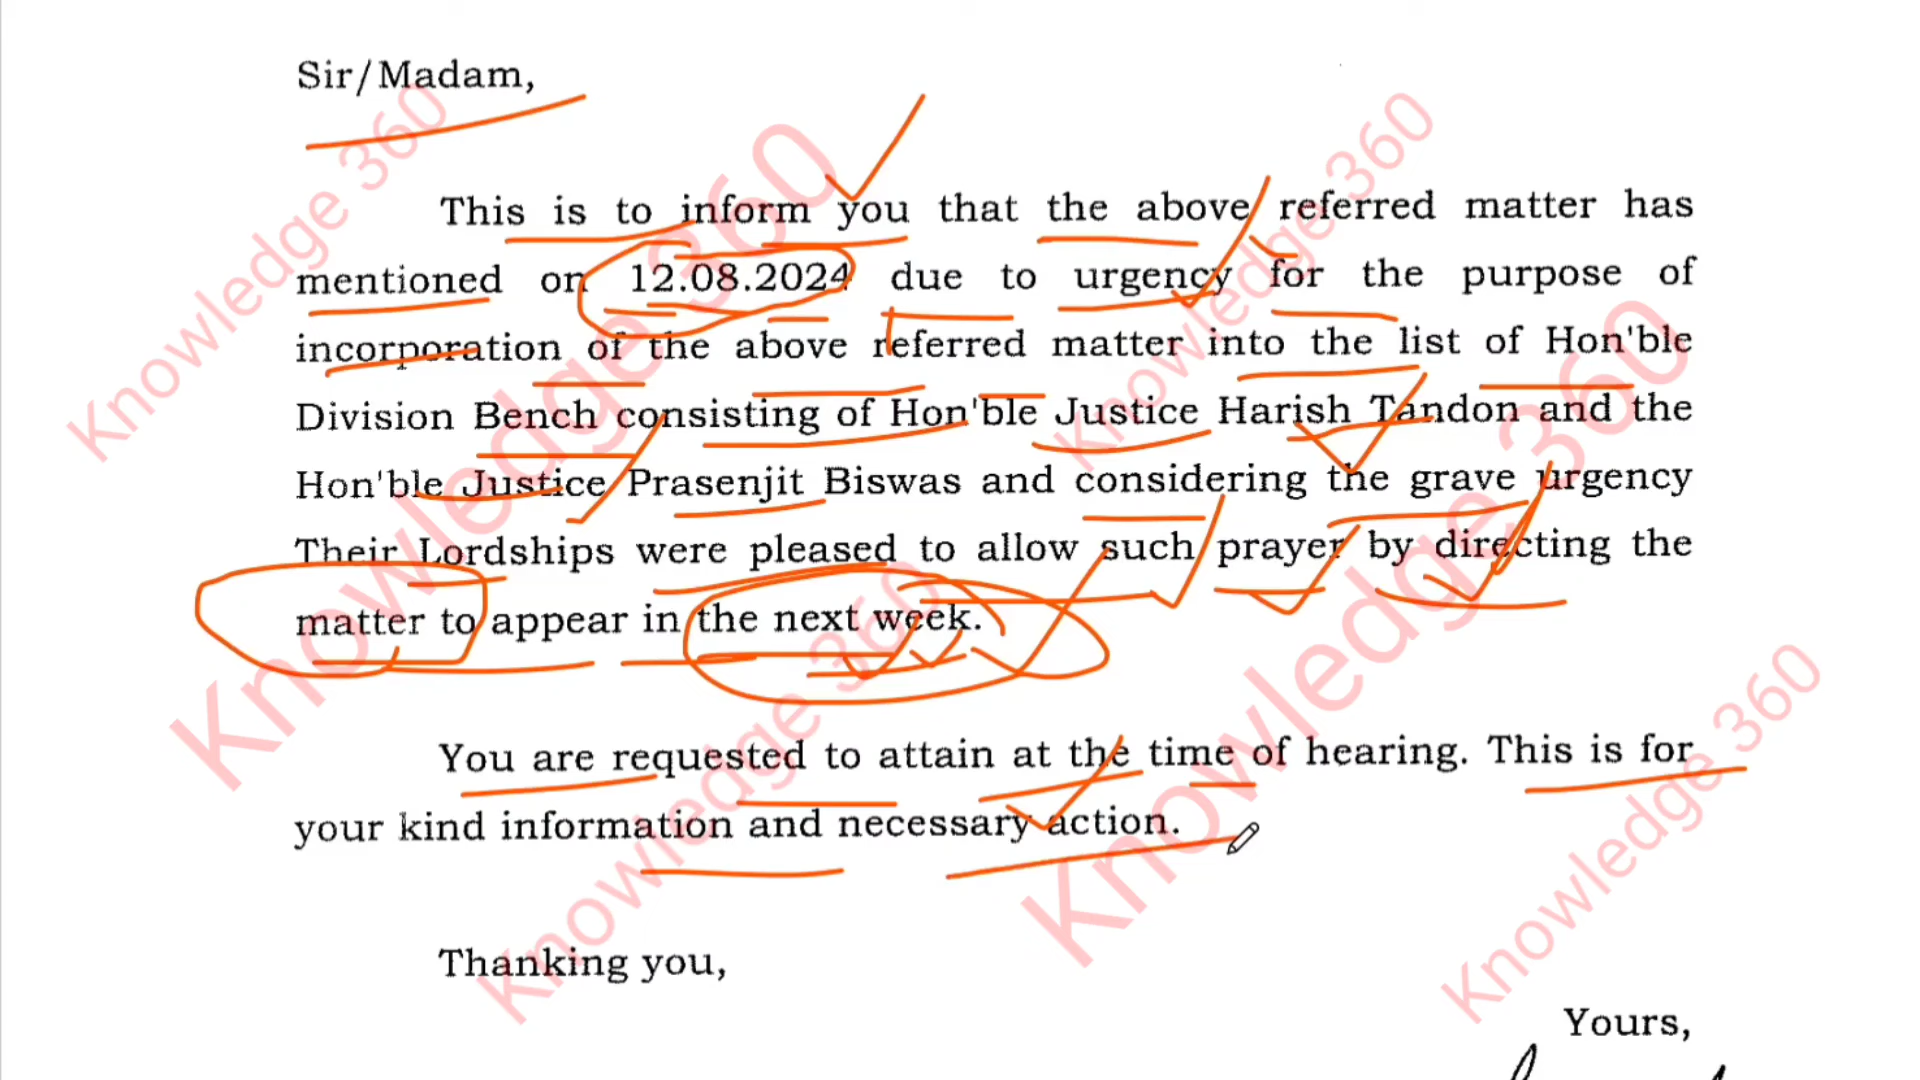 Sir/Madam,
This is to inform you that the above referred matter has
mentioned on 12.08.2024 due to urgency for the purpose of
incorporation of the above referred matter into the list of Hon'ble
Division Bench consisting of Hon'ble Justice Harish Tandon and the
Hon'ble Justice Prasenjit Biswas and considering the grave urgency
Their Lordships were pleased to allow such prayer by directing the
matter to appear in the next week.
You are requested to attain at the time of hearing. This is for
your kind information and necessary action.
Thanking you,
Yours,
Knowledge 360
Knowledge 360
Knowledge 360
Knowledge 360
Knowledge 360
Knowledge 360